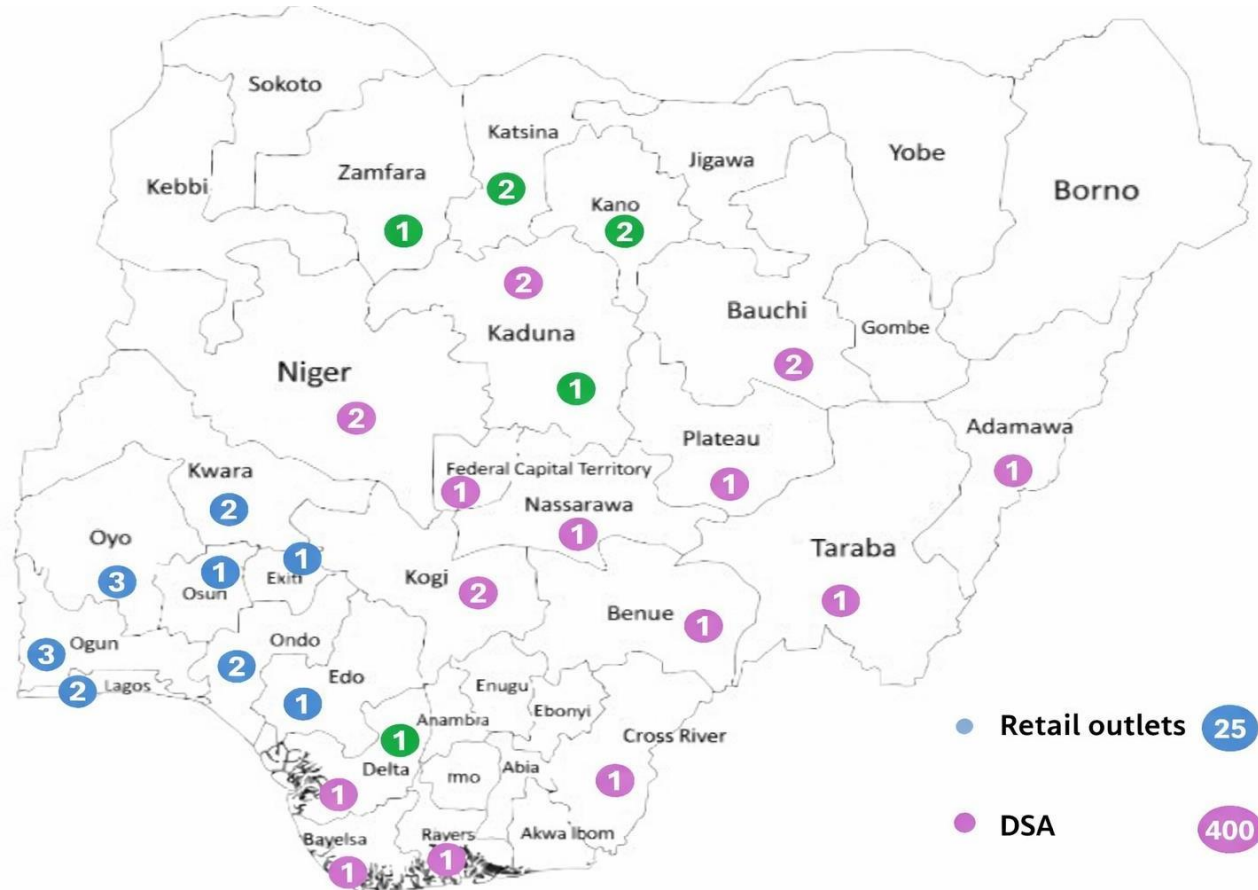 Sokoto
Katsina
Yobe
Jigawa
Zamfara
Kebbi
2
Borno
Kano
1
2
2
Bauchi
Gombe
Kaduna
Niger
2
1
2
Adamawa
Plateau
Federal Capital Territory
1
Kwara
1
1
Nassarawa
2
1
Oyo
Taraba
1
1
Kogi
3
Ekiti
Osun
2
1
Benue
1
Ogun
Ondo
3
2
Edo
Enugu
Lagos
2
1
Ebonyi
Anambra
Cross River
Retail outlets 25
1
Delta
Abia
mo
1
1
DSA 400
Bayelsa
Rayers
Akwa Ibom
1
1